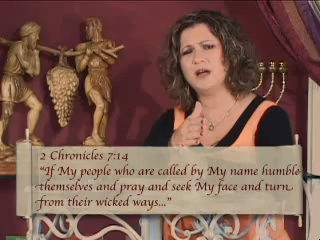 2 Chronicles 7:14
"If My people who are called by My name humble
themselves and pray and seek My face and turn
from their wicked ways..."